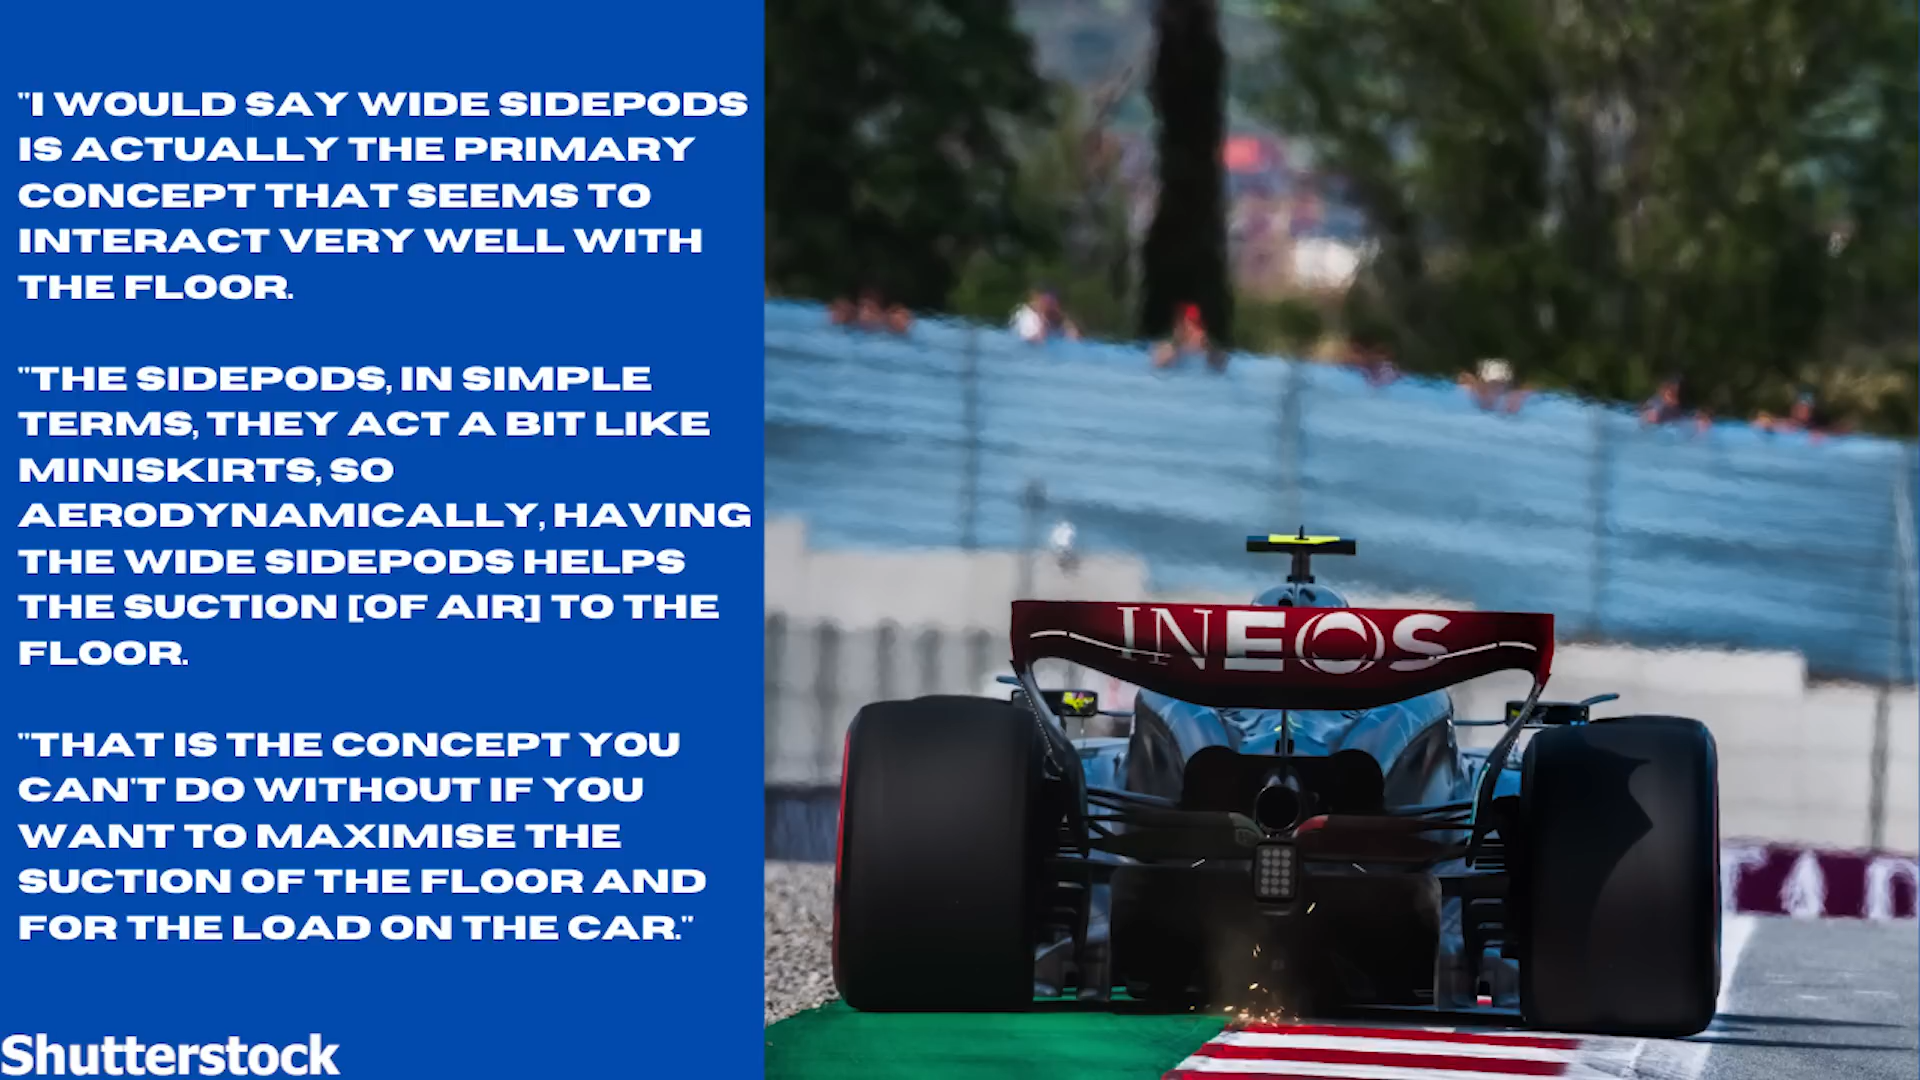 "I WOULD SAY WIDE SIDEPODS
IS ACTUALLY THE PRIMARY
CONCEPT THAT SEEMS TO
INTERACT VERY WELL WITH
THE FLOOR.
"THE SIDEPODS, IN SIMPLE
TERMS, THEY ACT A BIT LIKE
MINISKIRTS, SO
AERODYNAMICALLY, HAVING
THE WIDE SIDEPODS HELPS
THE SUCTION [OF AIR] TO THE
FLOOR.
"THAT IS THE CONCEPT YOU
CAN'T DO WITHOUT IF YOU
WANT TO MAXIMISE THE
SUCTION OF THE FLOOR AND
FOR THE LOAD ON THE CAR."
Shutterstock
INEOS